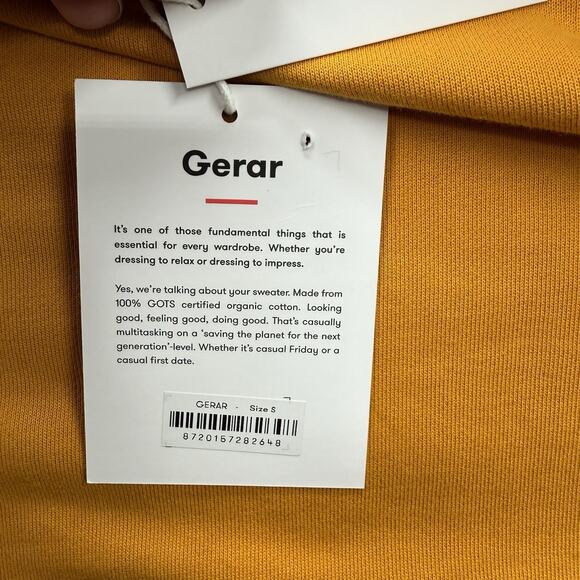 Gerar
It's one of those fundamental things that is
essential for every wardrobe. Whether you're
dressing to relax or dressing to impress.
Yes, we're talking about your sweater. Made from
100% GOTS certified organic cotton. Looking
good, feeling good, doing good. That's casually
multitasking on a 'saving the planet for the next
generation'-level. Whether it's casual Friday or a
casual first date.
GERAR - Size S
8720157282648